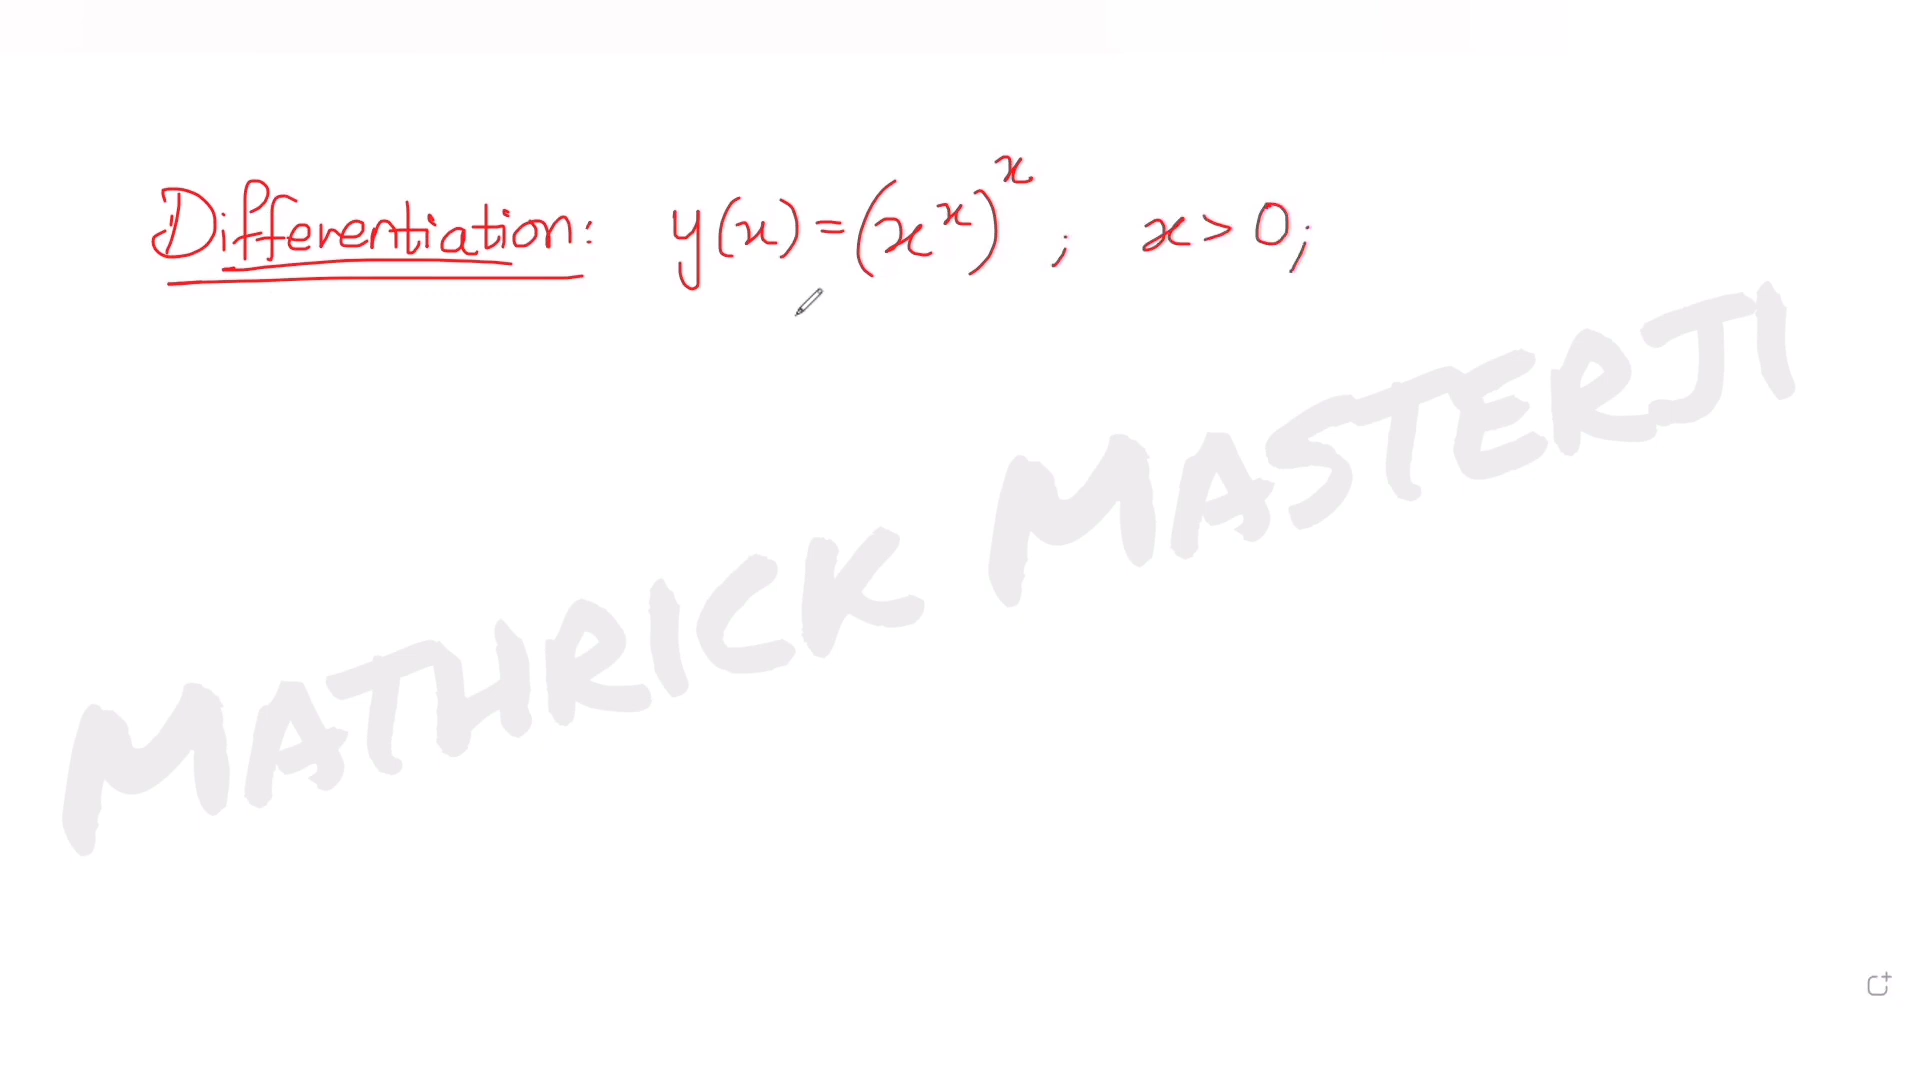 Differentiation: y(x) = (x^x)^x ; x > 0;
MATHRICK MASTERJI